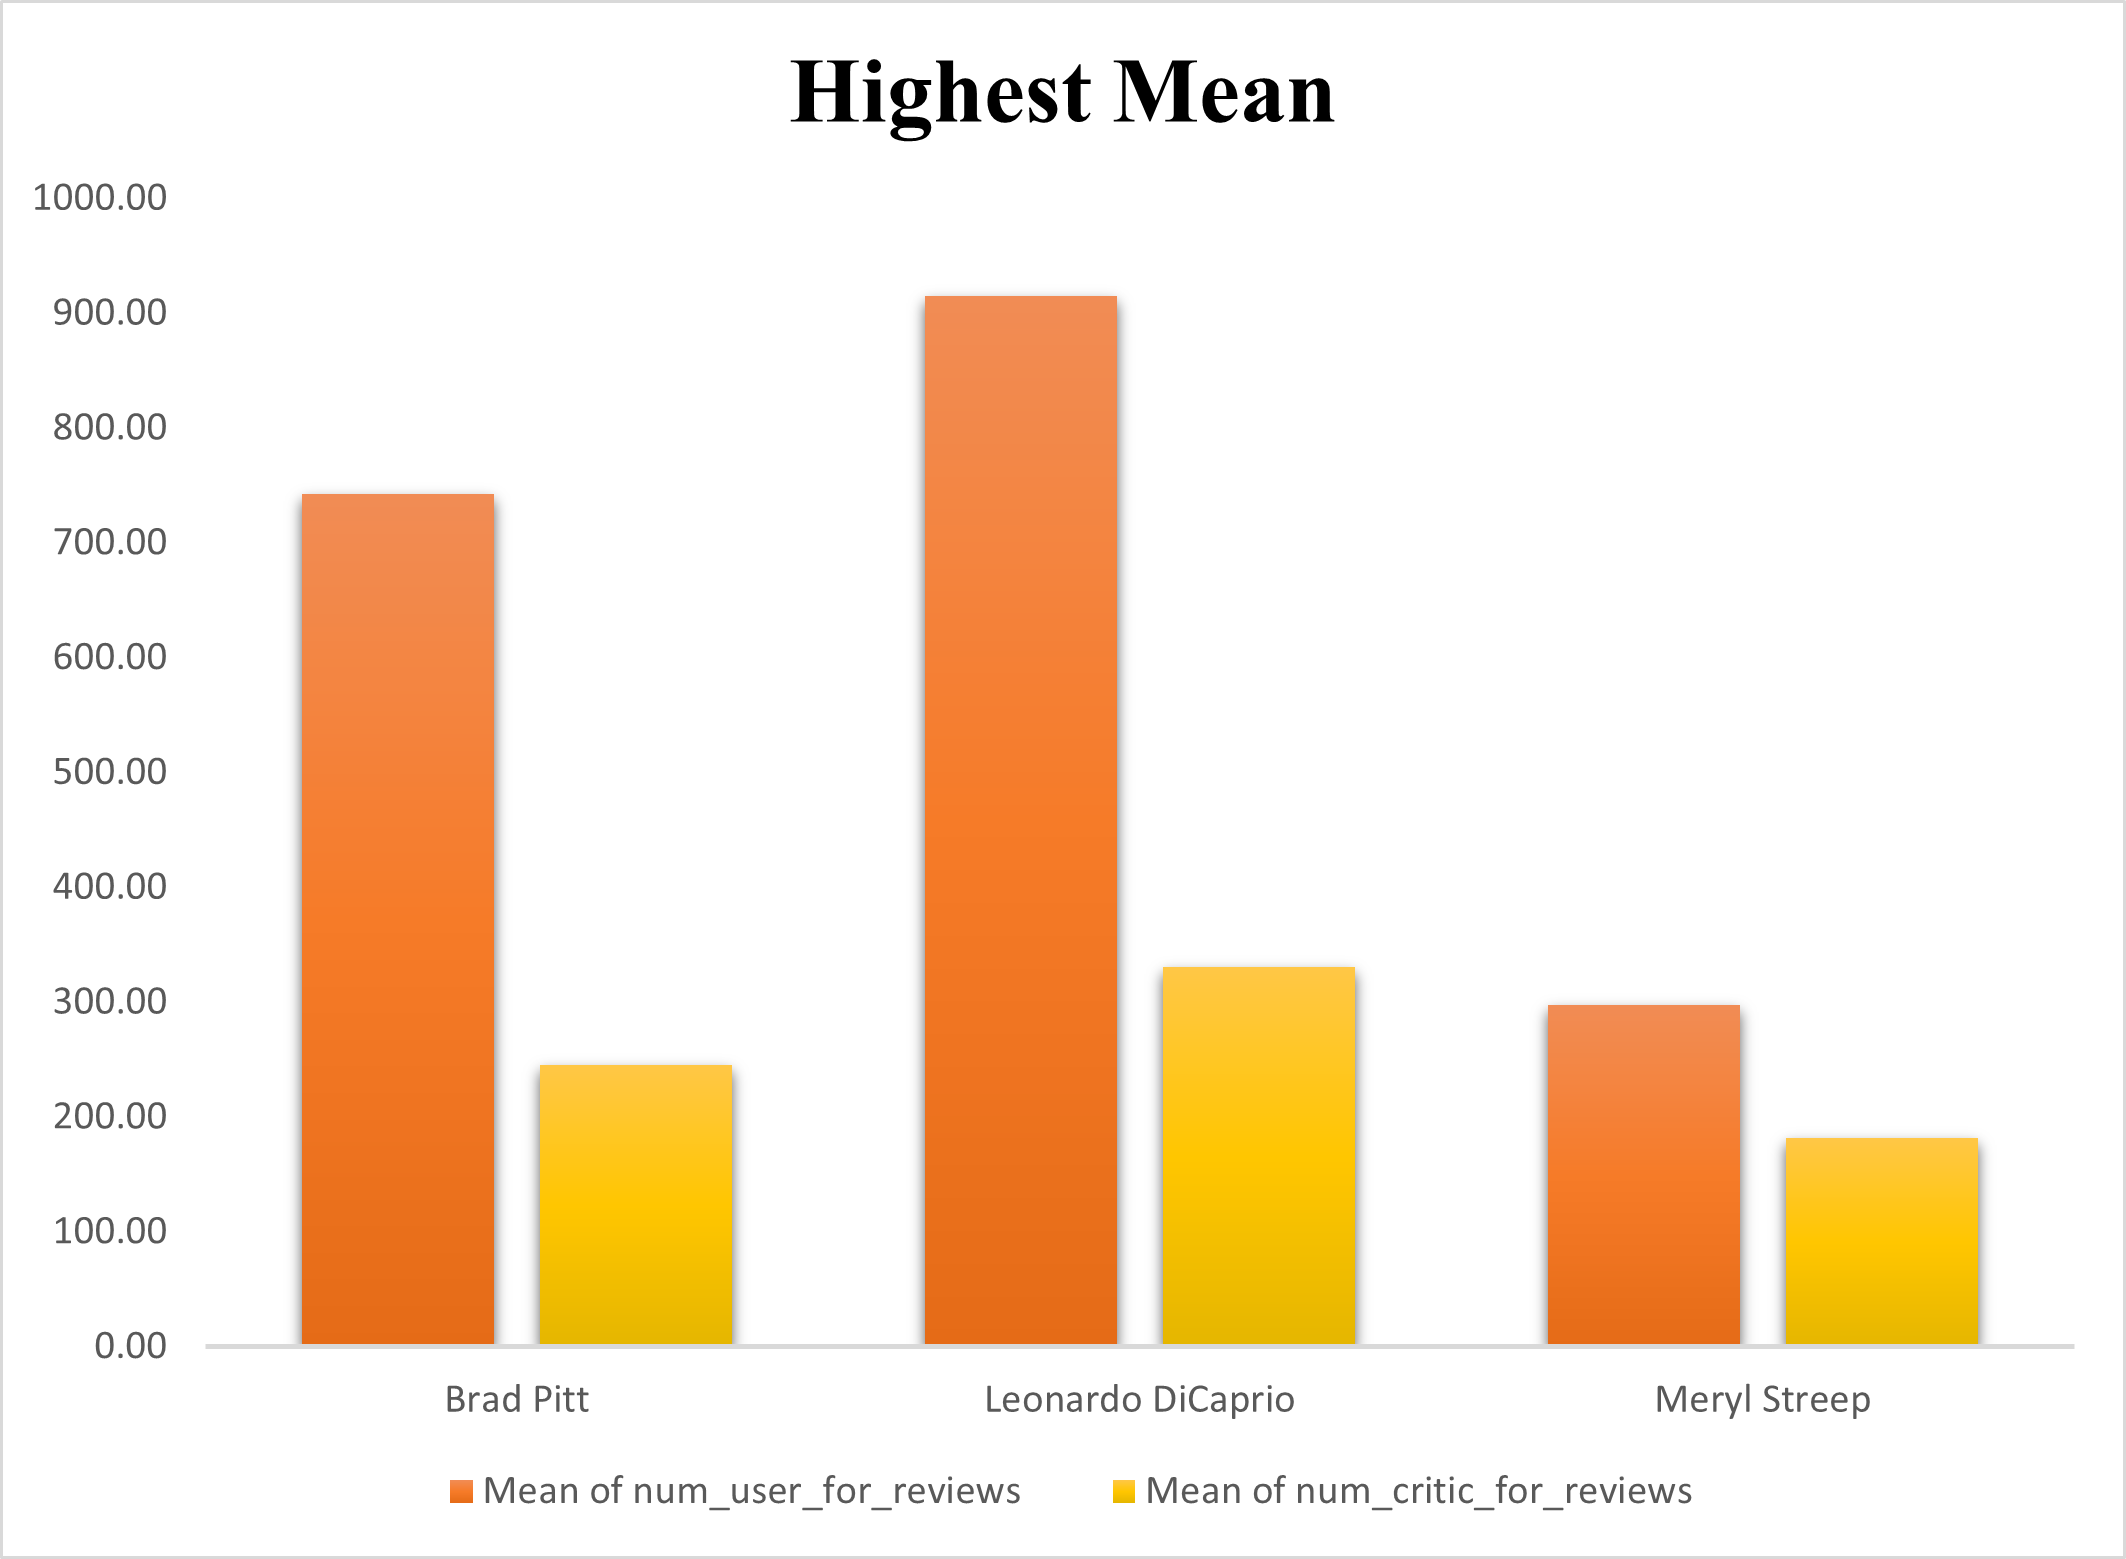 Highest Mean
1000.00
900.00
800.00
700.00
600.00
500.00
400.00
300.00
200.00
100.00
0.00
Brad Pitt
Leonardo DiCaprio
Meryl Streep
Mean of num_user_for_reviews
Mean of num_critic_for_reviews